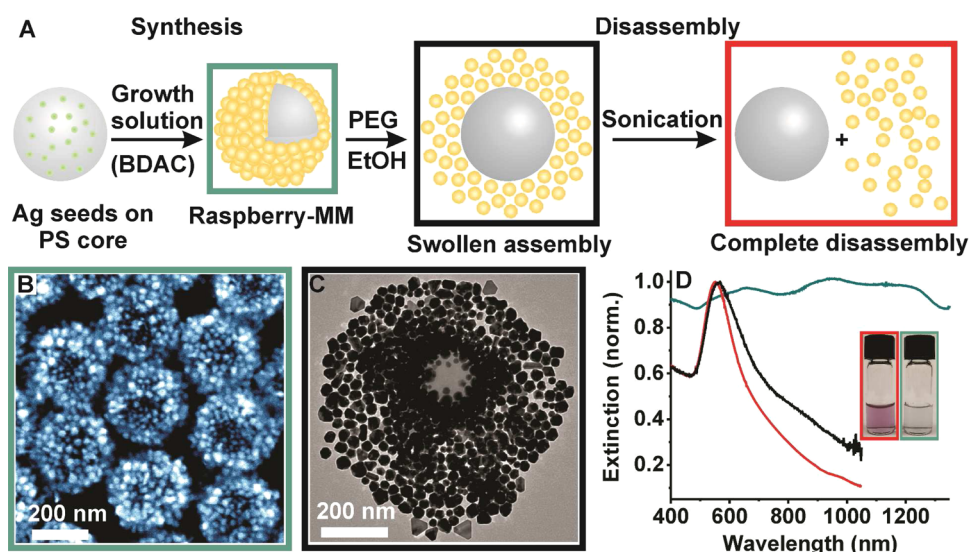 A
Synthesis
Disassembly
Growth
solution
(BDAC)
PEG
EtOH
Sonication
+
Ag seeds on
PS core
Raspberry-MM
Swollen assembly
Complete disassembly
B
200 nm
C
200 nm
D
Extinction (norm.)
1.0
0.8
0.6
0.4
0.2
400 600 800 1000 1200
Wavelength (nm)